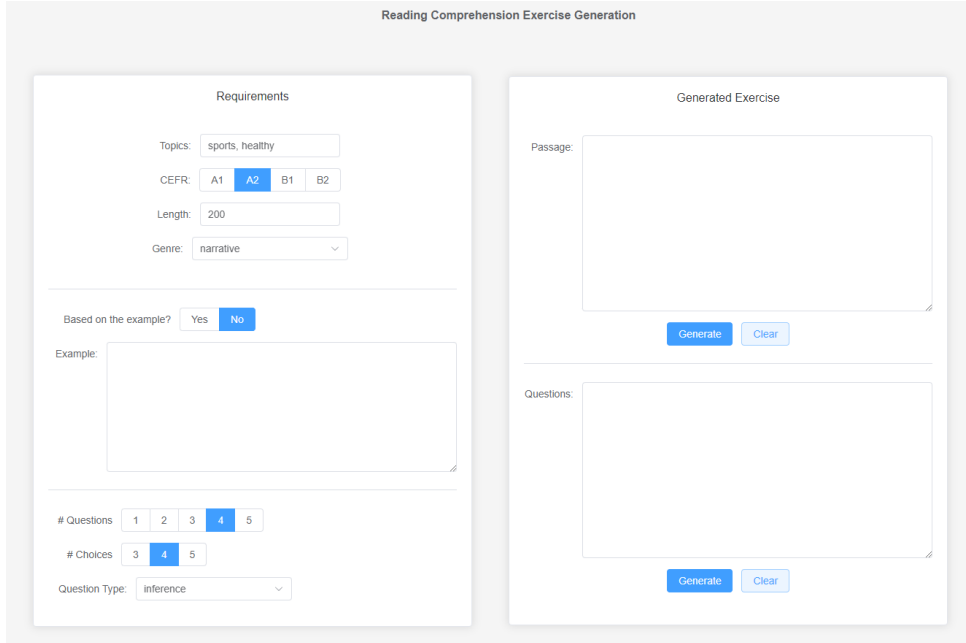 Reading Comprehension Exercise Generation
Requirements
Topics: sports, healthy
CEFR: A1 A2 B1 B2
Length: 200
Genre: narrative
Based on the example? Yes No
Example:
# Questions 1 2 3 4 5
# Choices 3 4 5
Question Type: inference
Generated Exercise
Passage:
Generate Clear
Questions:
Generate Clear